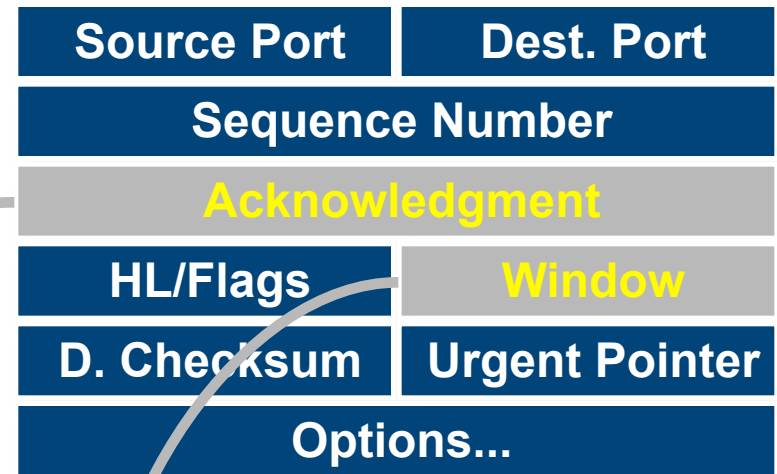 Source Port Dest. Port
Sequence Number
Acknowledgment
HL/Flags Window
D. Checksum Urgent Pointer
Options...